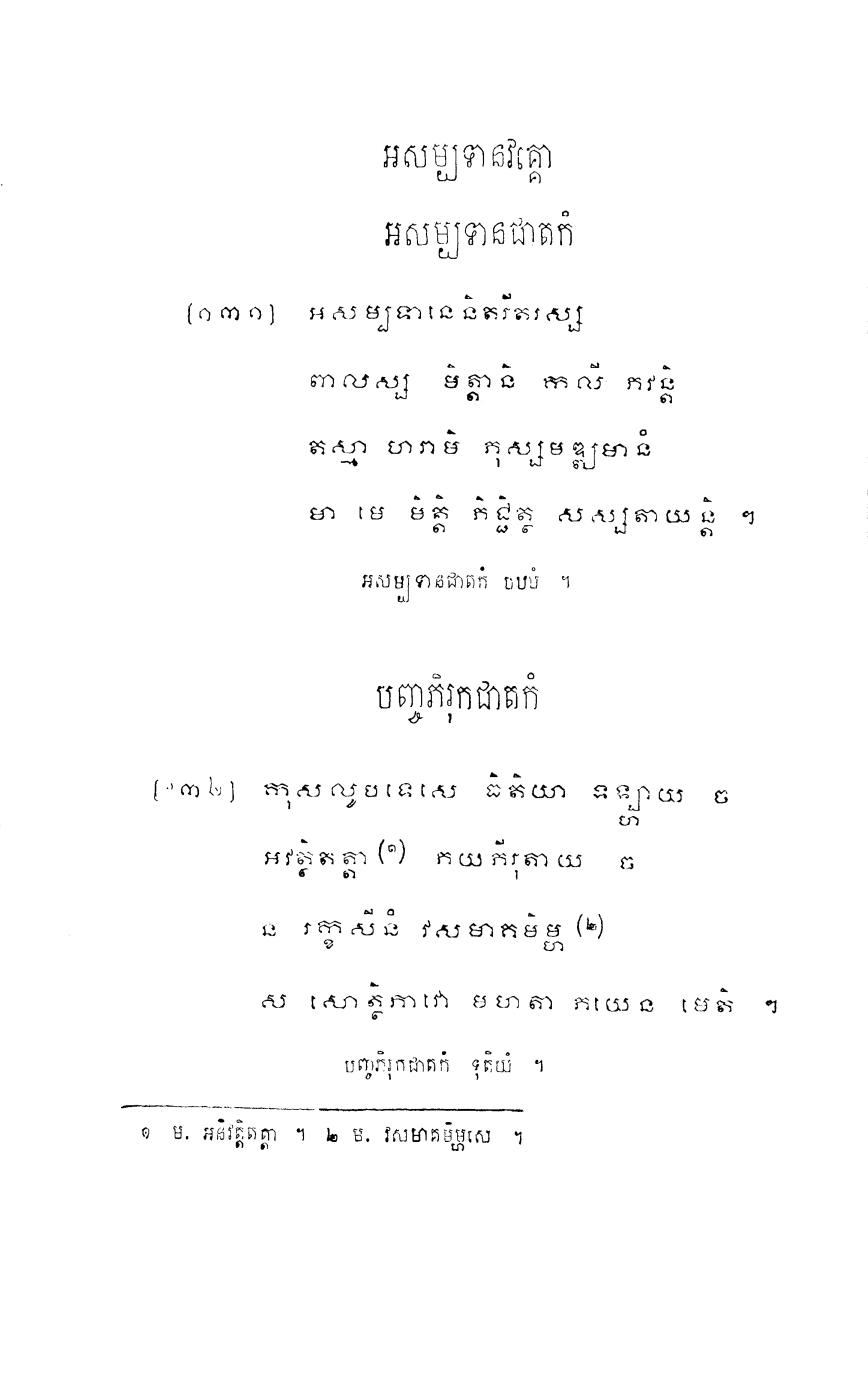 អសម្បទានវគ្គោ
អសម្បទានជាតកំ
(១៣១) អសម្បទានេនិតរីតរស្ស
ពាលស្ស មិត្តានិ កលី ភវន្តិ
តស្មា ហរាមិ ភុស្សមឌ្ឍមានំ
មា មេ មិត្តិ ភិជ្ជិត្ថ សស្សតាយន្តិ ។
អសម្បទានជាតកំ បឋមំ ។
បញ្ចភិរុកជាតកំ
(១៣២) កុសលូបទេសេ ធិតិយា ទឡ្ហាយ ច
អវត្ថិតត្តា (១) ភយភីរុតាយ ច
ន រក្ខសីនំ វសមាគមិម្ហ (២)
ស សោត្ថិភាវោ មហតា ភយេន មេតិ ។
បញ្ចភិរុកជាតកំ ទុតិយំ ។
១ ម. អនិវត្តិតត្តា ។ ២ ម. វសមាគមិម្ហសេ ។